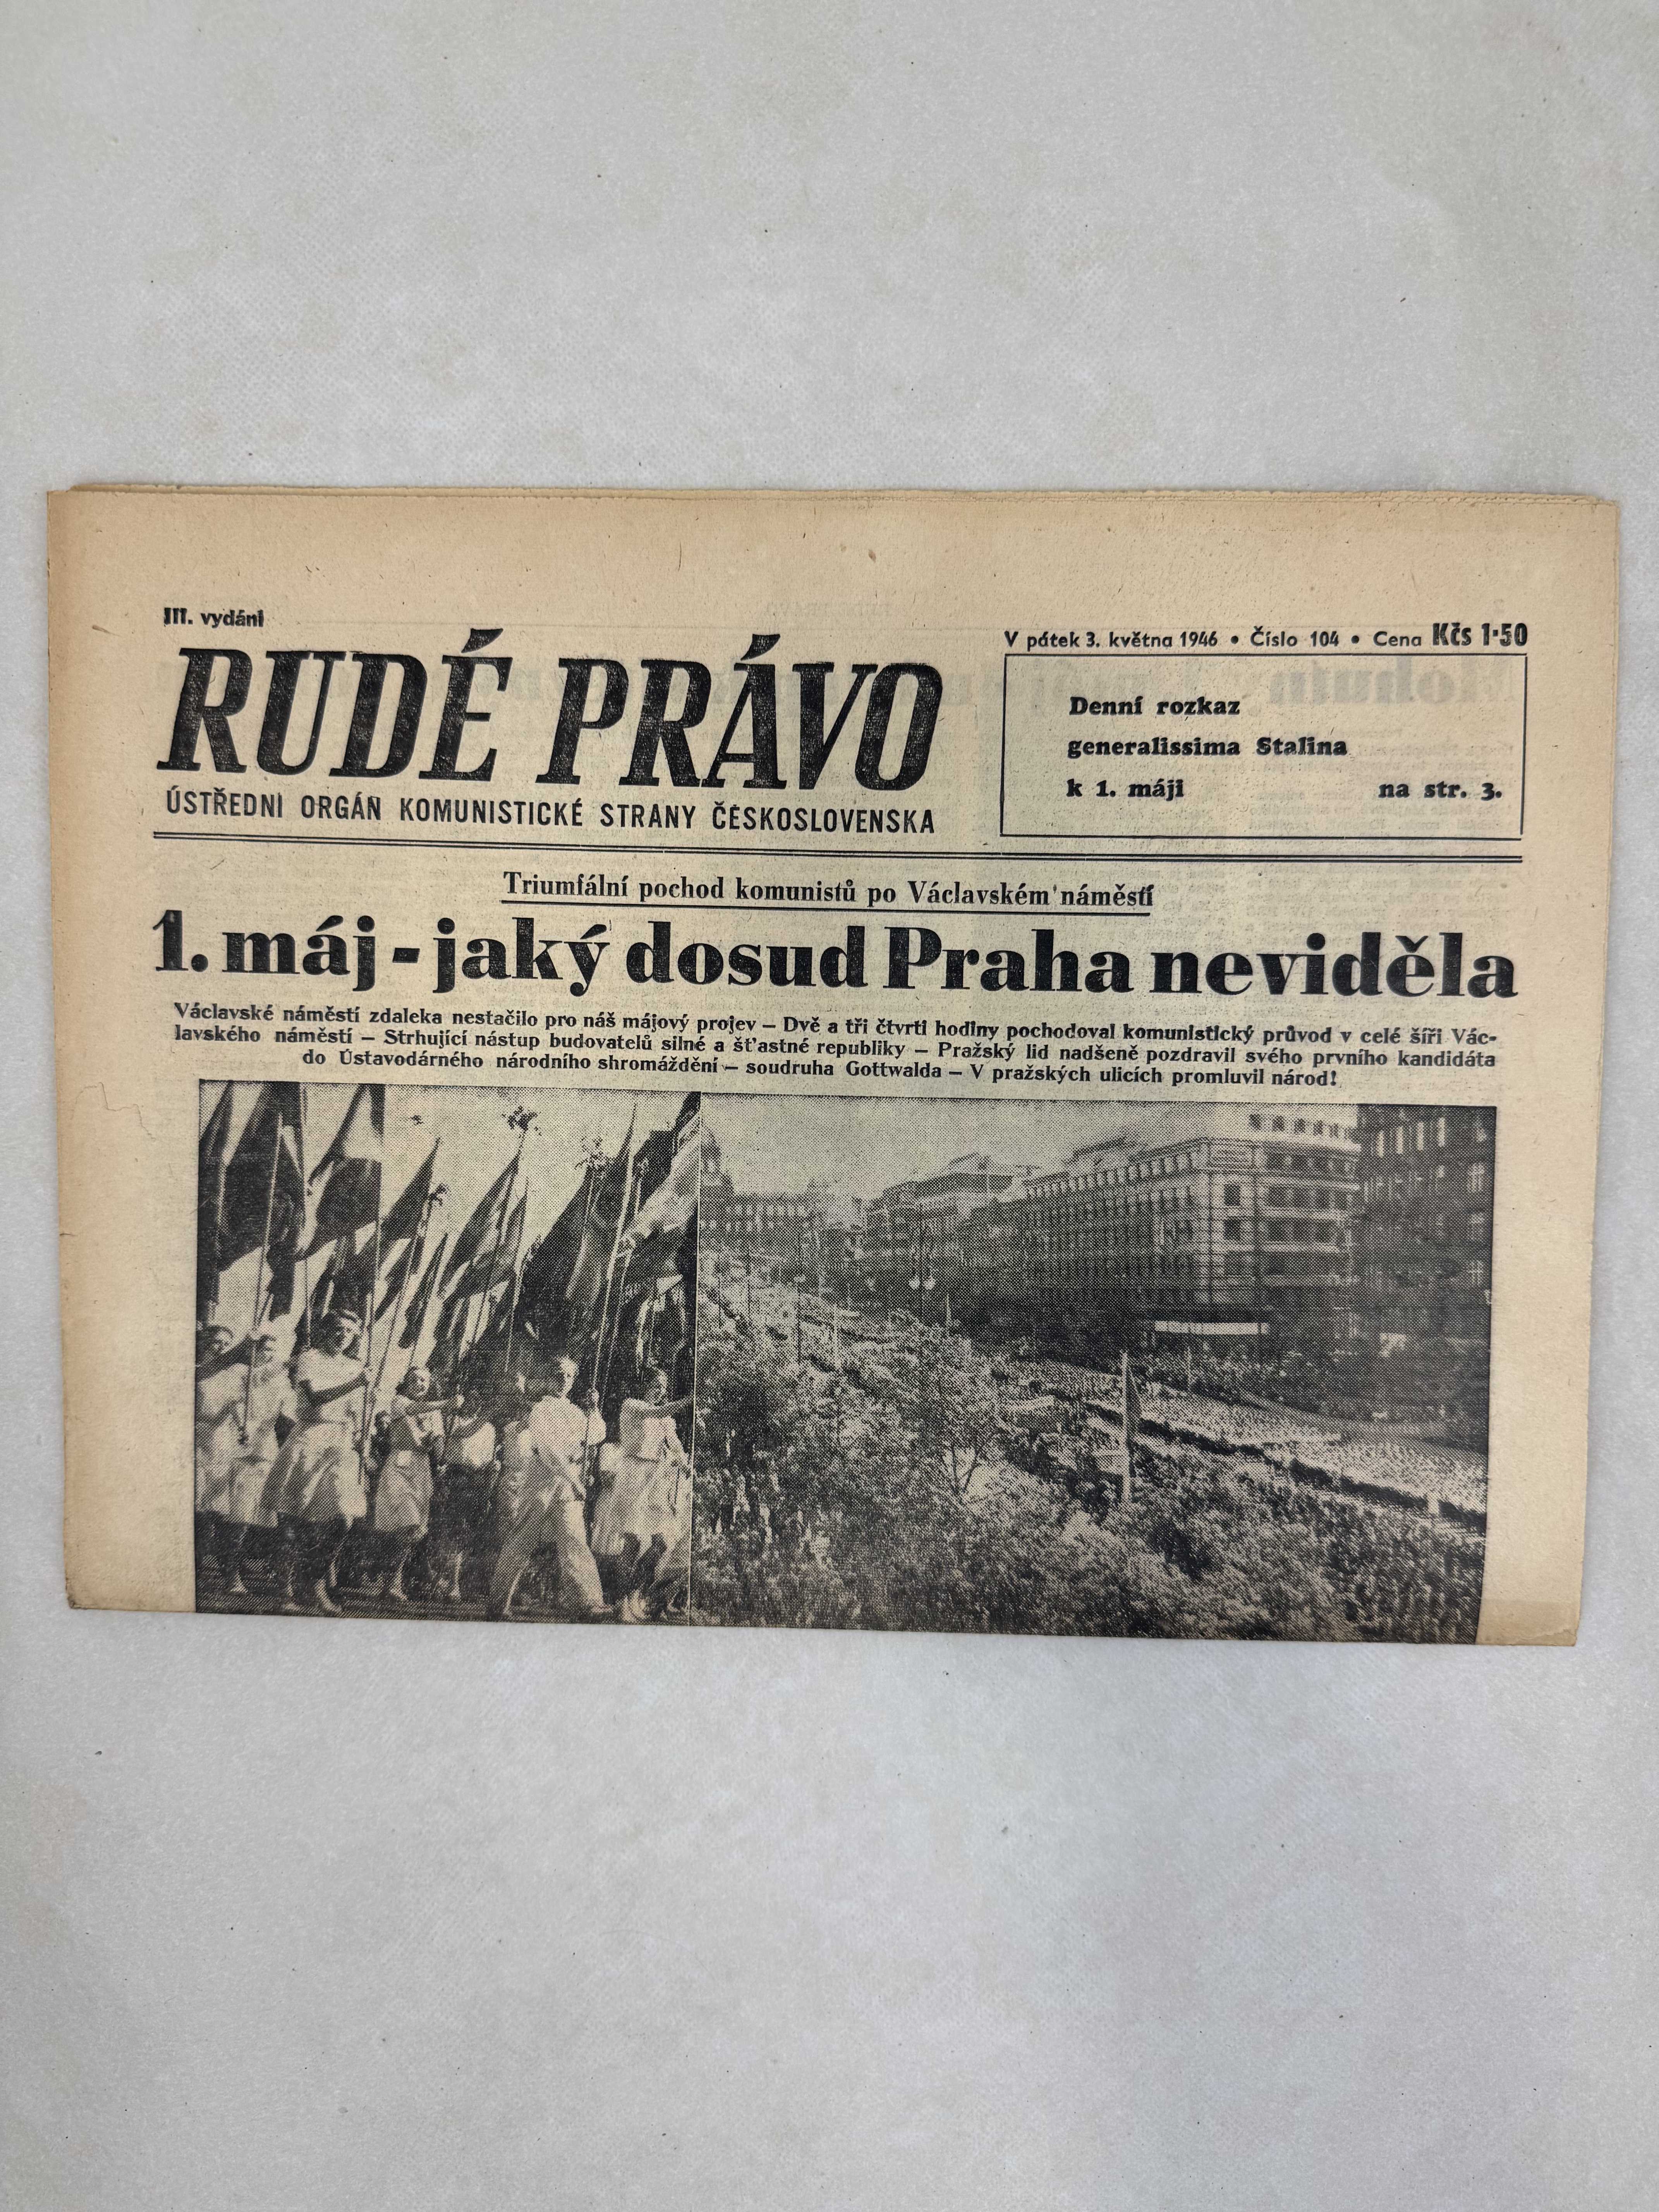 III. vydání
V pátek 3. května 1946 • Číslo 104 • Cena Kčs 1·50
RUDÉ PRÁVO
ÚSTŘEDNÍ ORGÁN KOMUNISTICKÉ STRANY ČESKOSLOVENSKA
Denní rozkaz
generalissima Stalina
k 1. máji na str. 3.
Triumfální pochod komunistů po Václavském náměstí
1. máj - jaký dosud Praha neviděla
Václavské náměstí zdaleka nestačilo pro náš májový projev — Dvě a tři čtvrti hodiny pochodoval komunistický průvod v celé šíři Vác-
lavského náměstí — Strhující nástup budovatelů silné a šťastné republiky — Pražský lid nadšeně pozdravil svého prvního kandidáta
do Ústavodárného národního shromáždění — soudruha Gottwalda — V pražských ulicích promluvil národ!